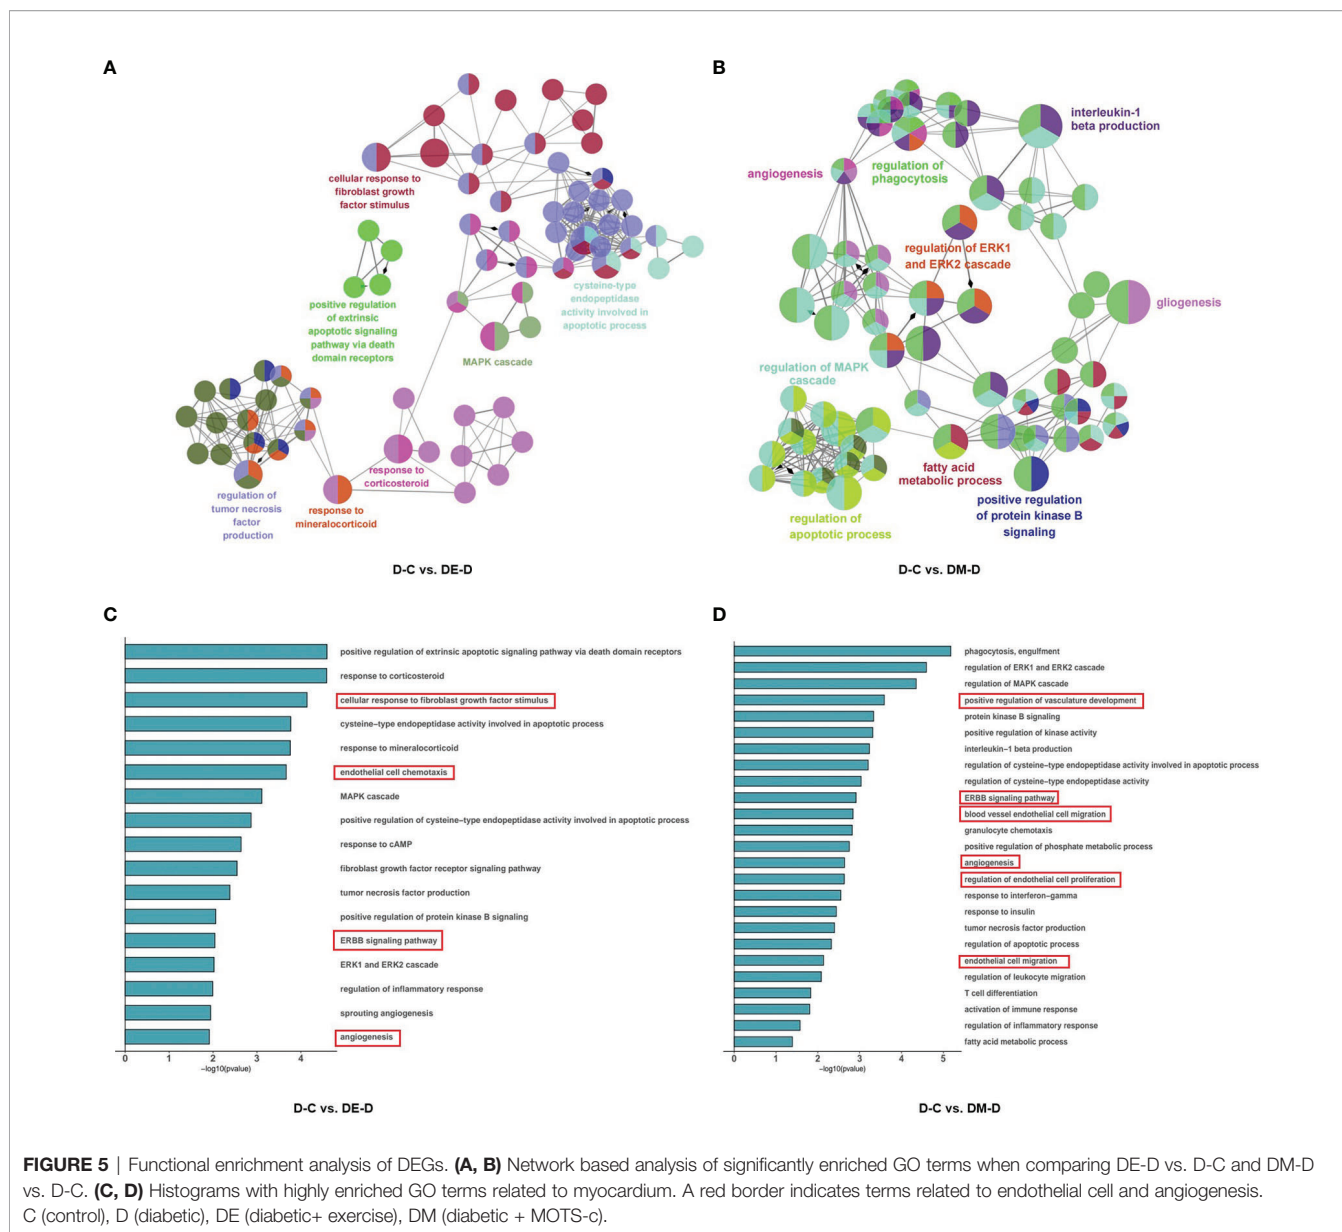 A
cellular response to
fibroblast growth
factor stimulus
positive regulation
of extrinsic
apoptotic signaling
pathway via death
domain receptors
cysteine-type
endopeptidase
activity involved in
apoptotic process
MAPK cascade
response to
corticosteroid
regulation of
tumor necrosis
factor
production
response to
mineralocorticoid
D-C vs. DE-D
B
interleukin-1
beta production
regulation of
phagocytosis
angiogenesis
regulation of ERK1
and ERK2 cascade
gliogenesis
regulation of MAPK
cascade
fatty acid
metabolic process
positive regulation
of protein kinase B
signaling
regulation of
apoptotic process
D-C vs. DM-D
C
positive regulation of extrinsic apoptotic signaling pathway via death domain receptors
response to corticosteroid
cellular response to fibroblast growth factor stimulus
cysteine−type endopeptidase activity involved in apoptotic process
response to mineralocorticoid
endothelial cell chemotaxis
MAPK cascade
positive regulation of cysteine−type endopeptidase activity involved in apoptotic process
response to cAMP
fibroblast growth factor receptor signaling pathway
tumor necrosis factor production
positive regulation of protein kinase B signaling
ERBB signaling pathway
ERK1 and ERK2 cascade
regulation of inflammatory response
sprouting angiogenesis
angiogenesis
0 1 2 3 4
−log10(pvalue)
D-C vs. DE-D
D
phagocytosis, engulfment
regulation of ERK1 and ERK2 cascade
regulation of MAPK cascade
positive regulation of vasculature development
protein kinase B signaling
positive regulation of kinase activity
interleukin−1 beta production
regulation of cysteine−type endopeptidase activity involved in apoptotic process
regulation of cysteine−type endopeptidase activity
ERBB signaling pathway
blood vessel endothelial cell migration
granulocyte chemotaxis
positive regulation of phosphate metabolic process
angiogenesis
regulation of endothelial cell proliferation
response to interferon−gamma
response to insulin
tumor necrosis factor production
regulation of apoptotic process
endothelial cell migration
regulation of leukocyte migration
T cell differentiation
activation of immune response
regulation of inflammatory response
fatty acid metabolic process
0 1 2 3 4 5
−log10(pvalue)
D-C vs. DM-D
FIGURE 5 | Functional enrichment analysis of DEGs. (A, B) Network based analysis of significantly enriched GO terms when comparing DE-D vs. D-C and DM-D
vs. D-C. (C, D) Histograms with highly enriched GO terms related to myocardium. A red border indicates terms related to endothelial cell and angiogenesis.
C (control), D (diabetic), DE (diabetic+ exercise), DM (diabetic + MOTS-c).